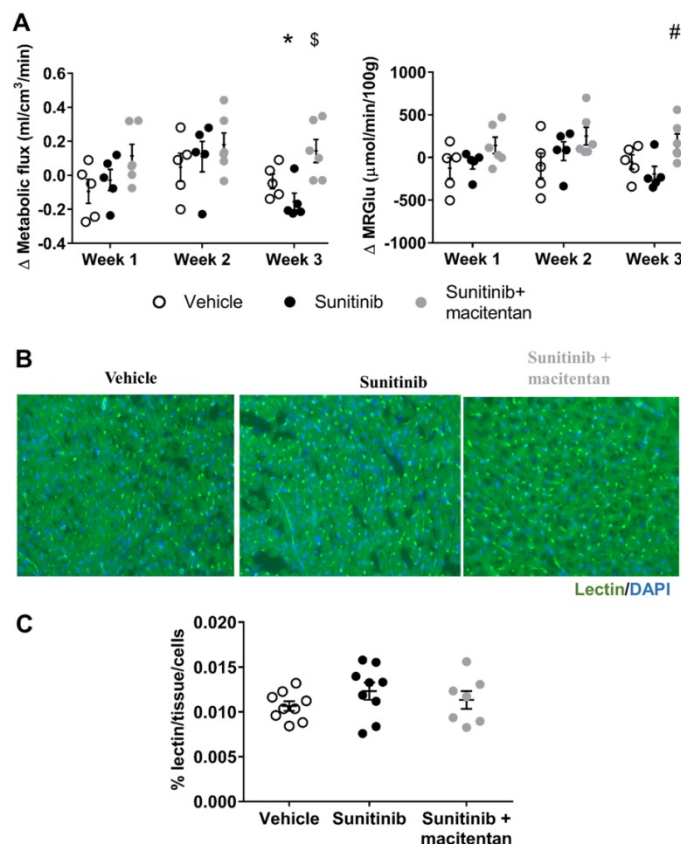 A
* $
#
Δ Metabolic flux (ml/cm³/min)
0.6
0.4
0.2
0.0
-0.2
-0.4
Week 1 Week 2 Week 3
Δ MRGlu (μmol/min/100g)
1000
500
0
-500
-1000
Week 1 Week 2 Week 3
Vehicle
Sunitinib
Sunitinib+
macitentan
B
Vehicle
Sunitinib
Sunitinib +
macitentan
Lectin/DAPI
C
% lectin/tissue/cells
0.020
0.015
0.010
0.005
0.000
Vehicle Sunitinib Sunitinib +
macitentan